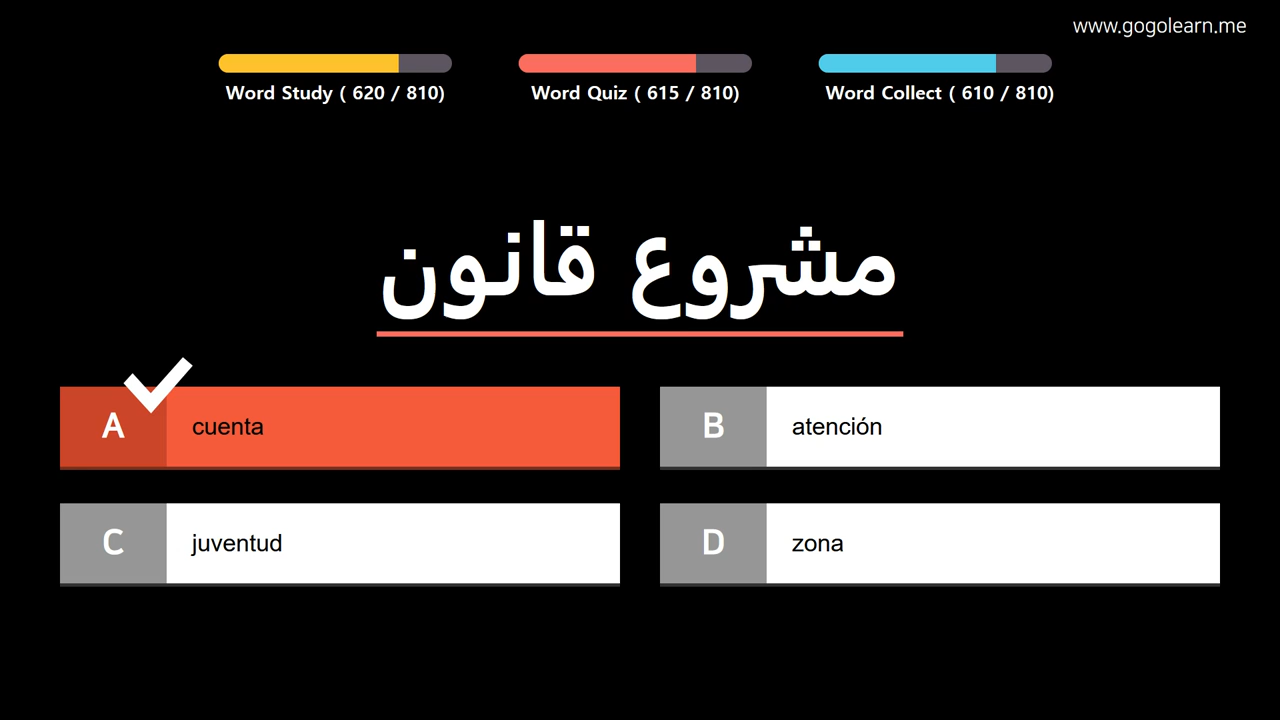 www.gogolearn.me
Word Study ( 620 / 810)
Word Quiz ( 615 / 810)
Word Collect ( 610 / 810)
مشروع قانون
A cuenta
B atención
C juventud
D zona